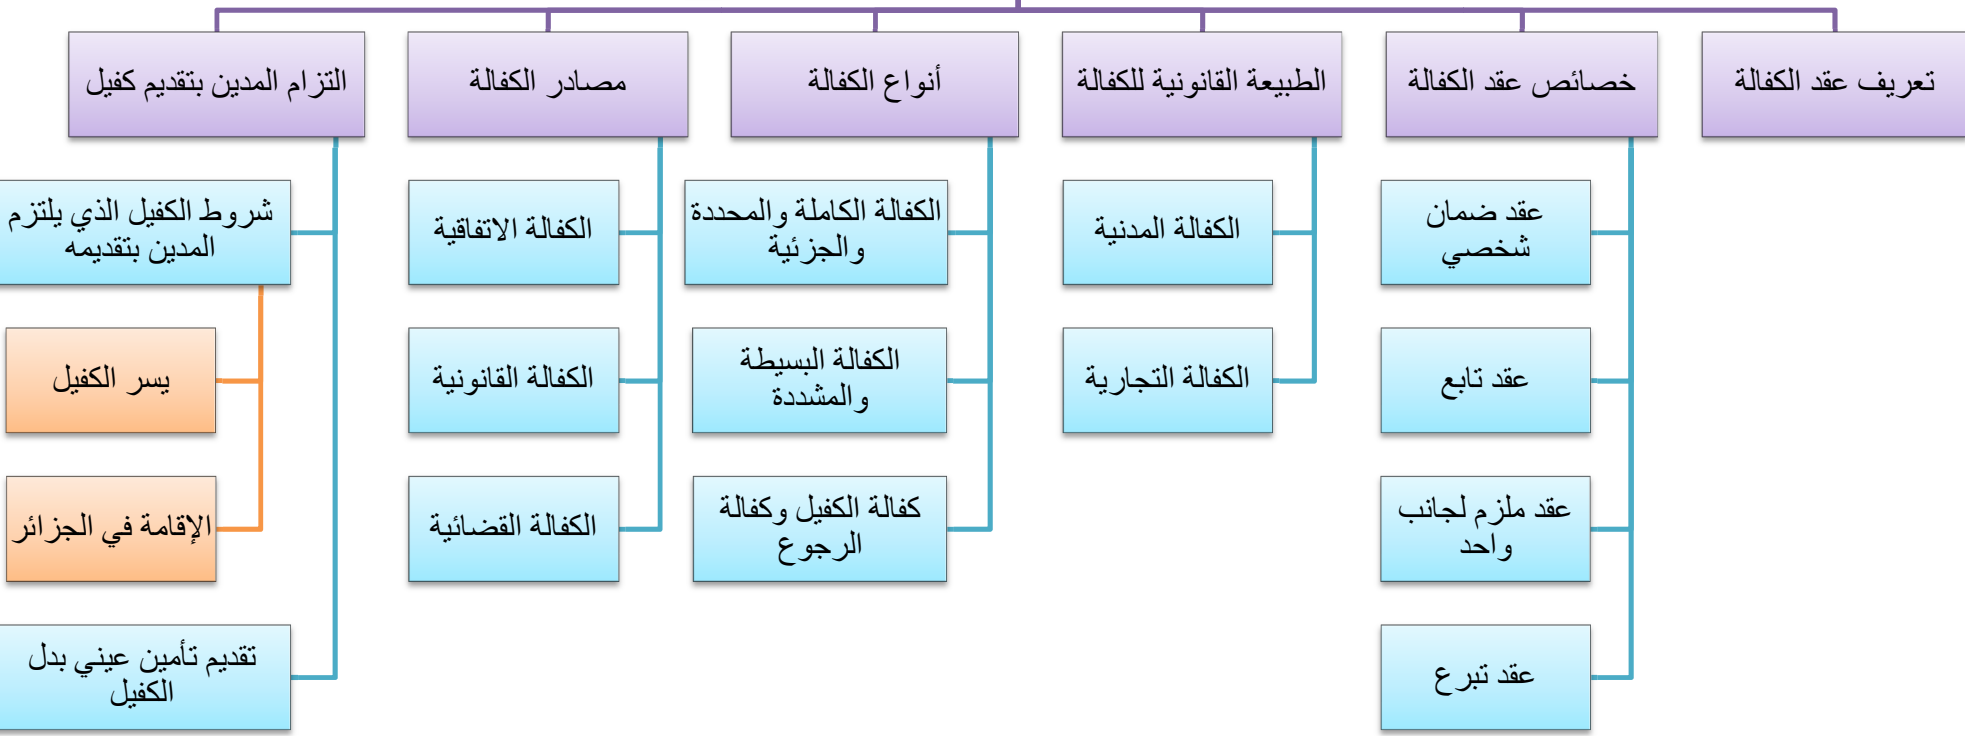 تعريف عقد الكفالة
خصائص عقد الكفالة
عقد ضمان
شخصي
عقد تابع
عقد ملزم لجانب
واحد
عقد تبرع
الطبيعة القانونية للكفالة
الكفالة المدنية
الكفالة التجارية
أنواع الكفالة
الكفالة الكاملة والمحددة
والجزئية
الكفالة البسيطة
والمشددة
كفالة الكفيل وكفالة
الرجوع
مصادر الكفالة
الكفالة الاتفاقية
الكفالة القانونية
الكفالة القضائية
التزام المدين بتقديم كفيل
شروط الكفيل الذي يلتزم
المدين بتقديمه
يسر الكفيل
الإقامة في الجزائر
تقديم تأمين عيني بدل
الكفيل